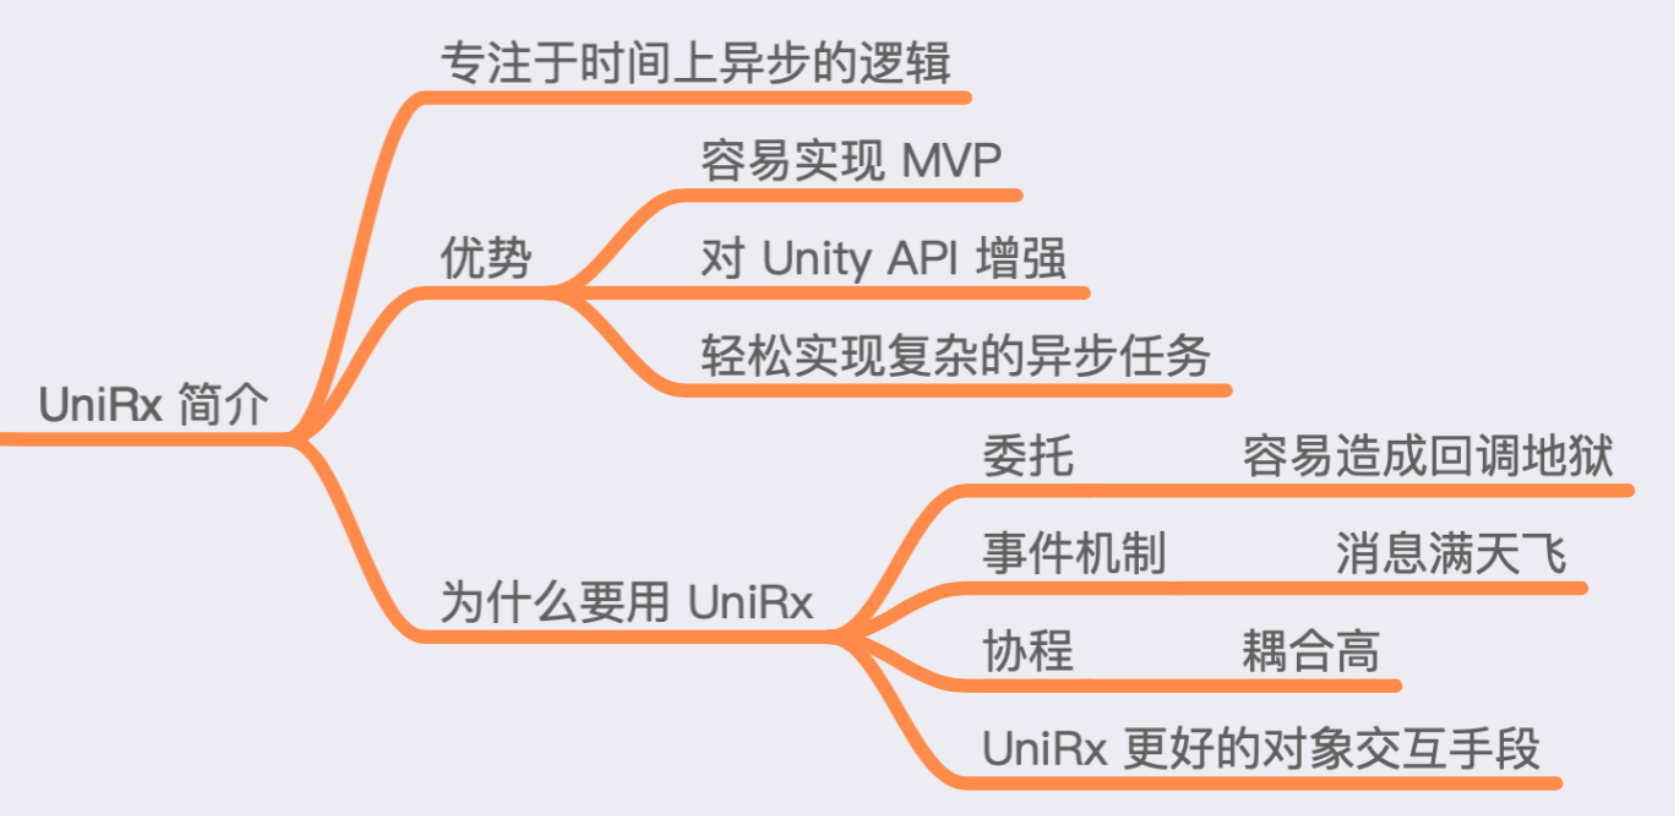 专注于时间上异步的逻辑
容易实现 MVP
优势
对 Unity API 增强
轻松实现复杂的异步任务
UniRx 简介
委托 容易造成回调地狱
事件机制 消息满天飞
为什么要用 UniRx
协程 耦合高
UniRx 更好的对象交互手段